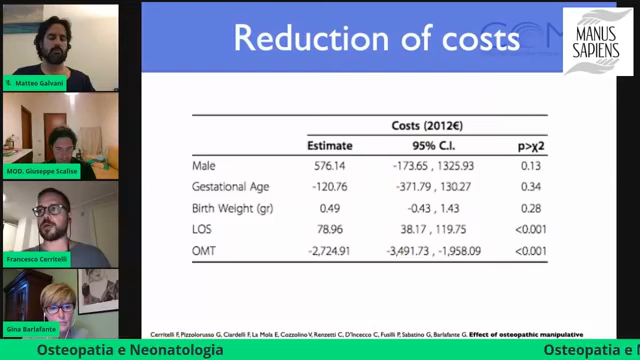 Reduction of costs
MANUS
SAPIENS
Matteo Galvani
MOD. Giuseppe Scalise
Francesco Cerritelli
Gina Barlafante
Costs (2012€)
Estimate 95% C.I. p>χ2
Male 576.14 -173.65 , 1325.93 0.13
Gestational Age -120.76 -371.79 , 130.27 0.34
Birth Weight (gr) 0.49 -0.43 , 1.43 0.28
LOS 78.96 38.17 , 119.75 <0.001
OMT -2,724.91 -3,491.73 , -1,958.09 <0.001
Cerritelli F, Pizzolorusso G, Ciardelli F, La Mola E, Cozzolino V, Renzetti C, D'Incecco C, Fusilli P, Sabatino G, Barlafante G. Effect of osteopathic manipulative
Osteopatia e Neonatologia
Osteopatia e